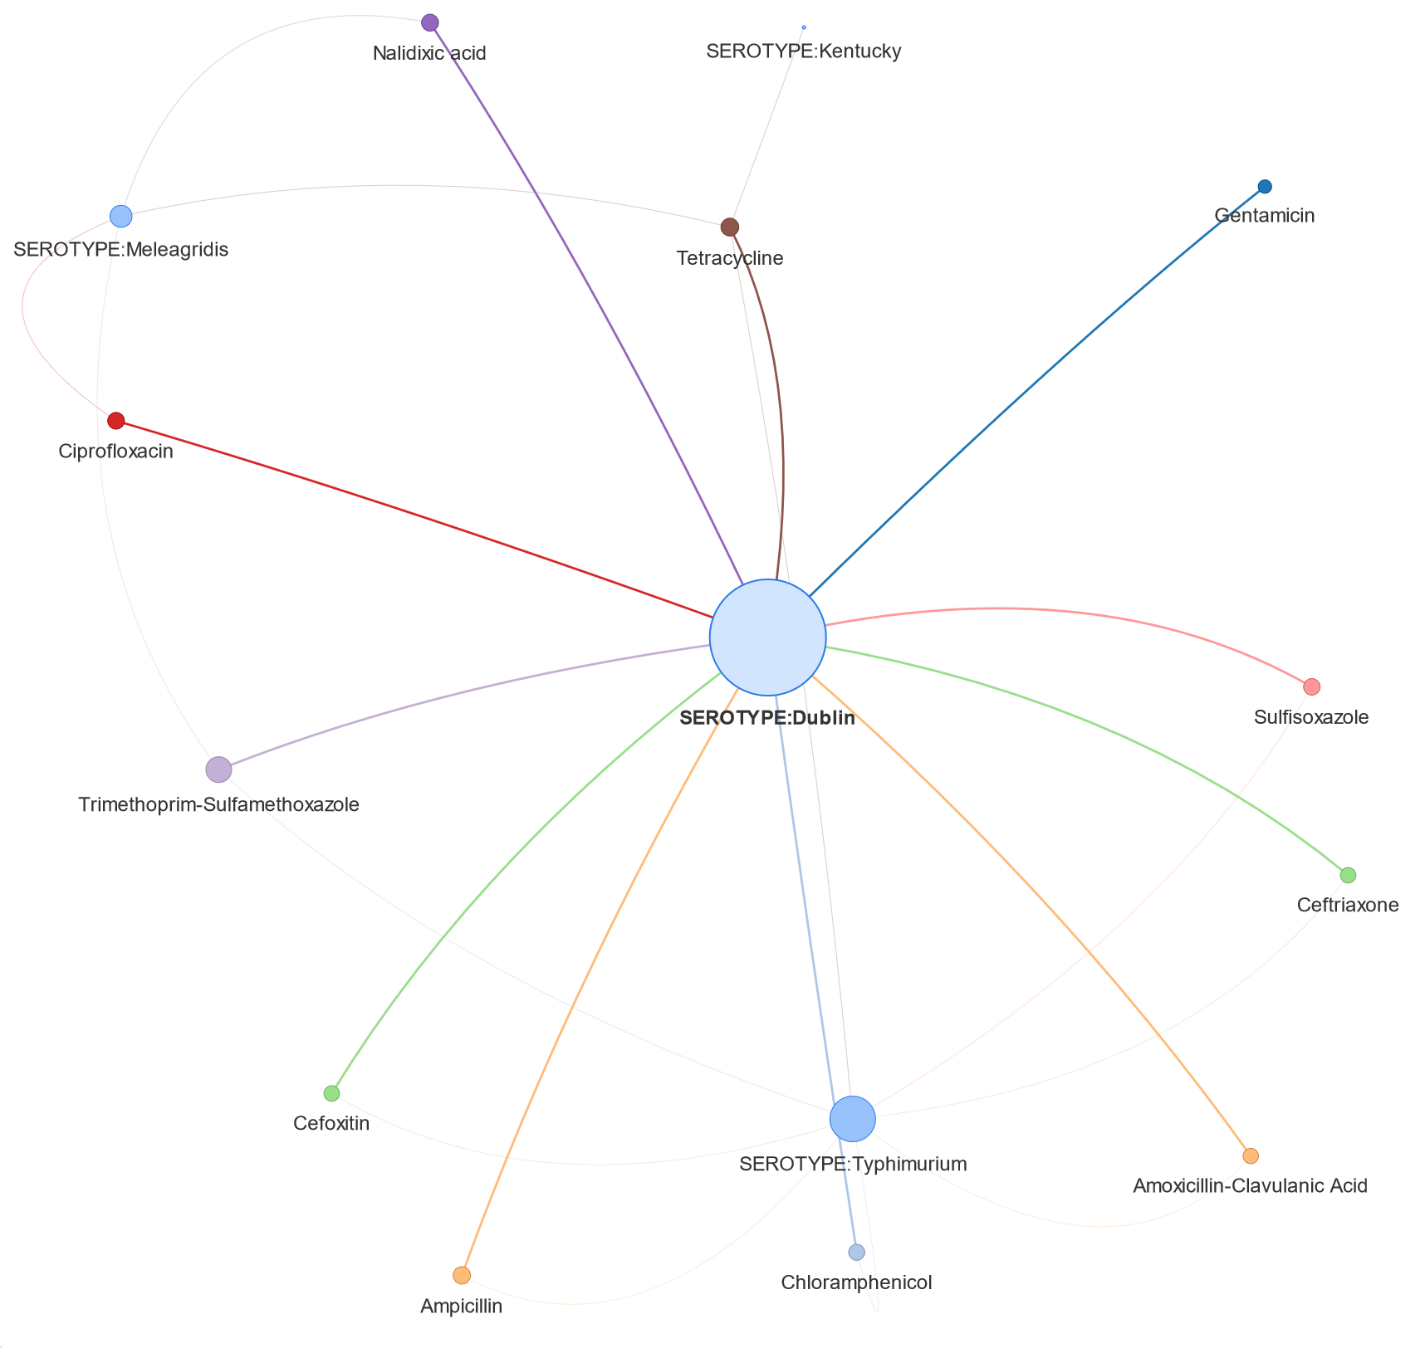 Nalidixic acid
SEROTYPE:Kentucky
Gentamicin
SEROTYPE:Meleagridis
Tetracycline
Ciprofloxacin
SEROTYPE:Dublin
Sulfisoxazole
Trimethoprim-Sulfamethoxazole
Ceftriaxone
Cefoxitin
SEROTYPE:Typhimurium
Amoxicillin-Clavulanic Acid
Chloramphenicol
Ampicillin